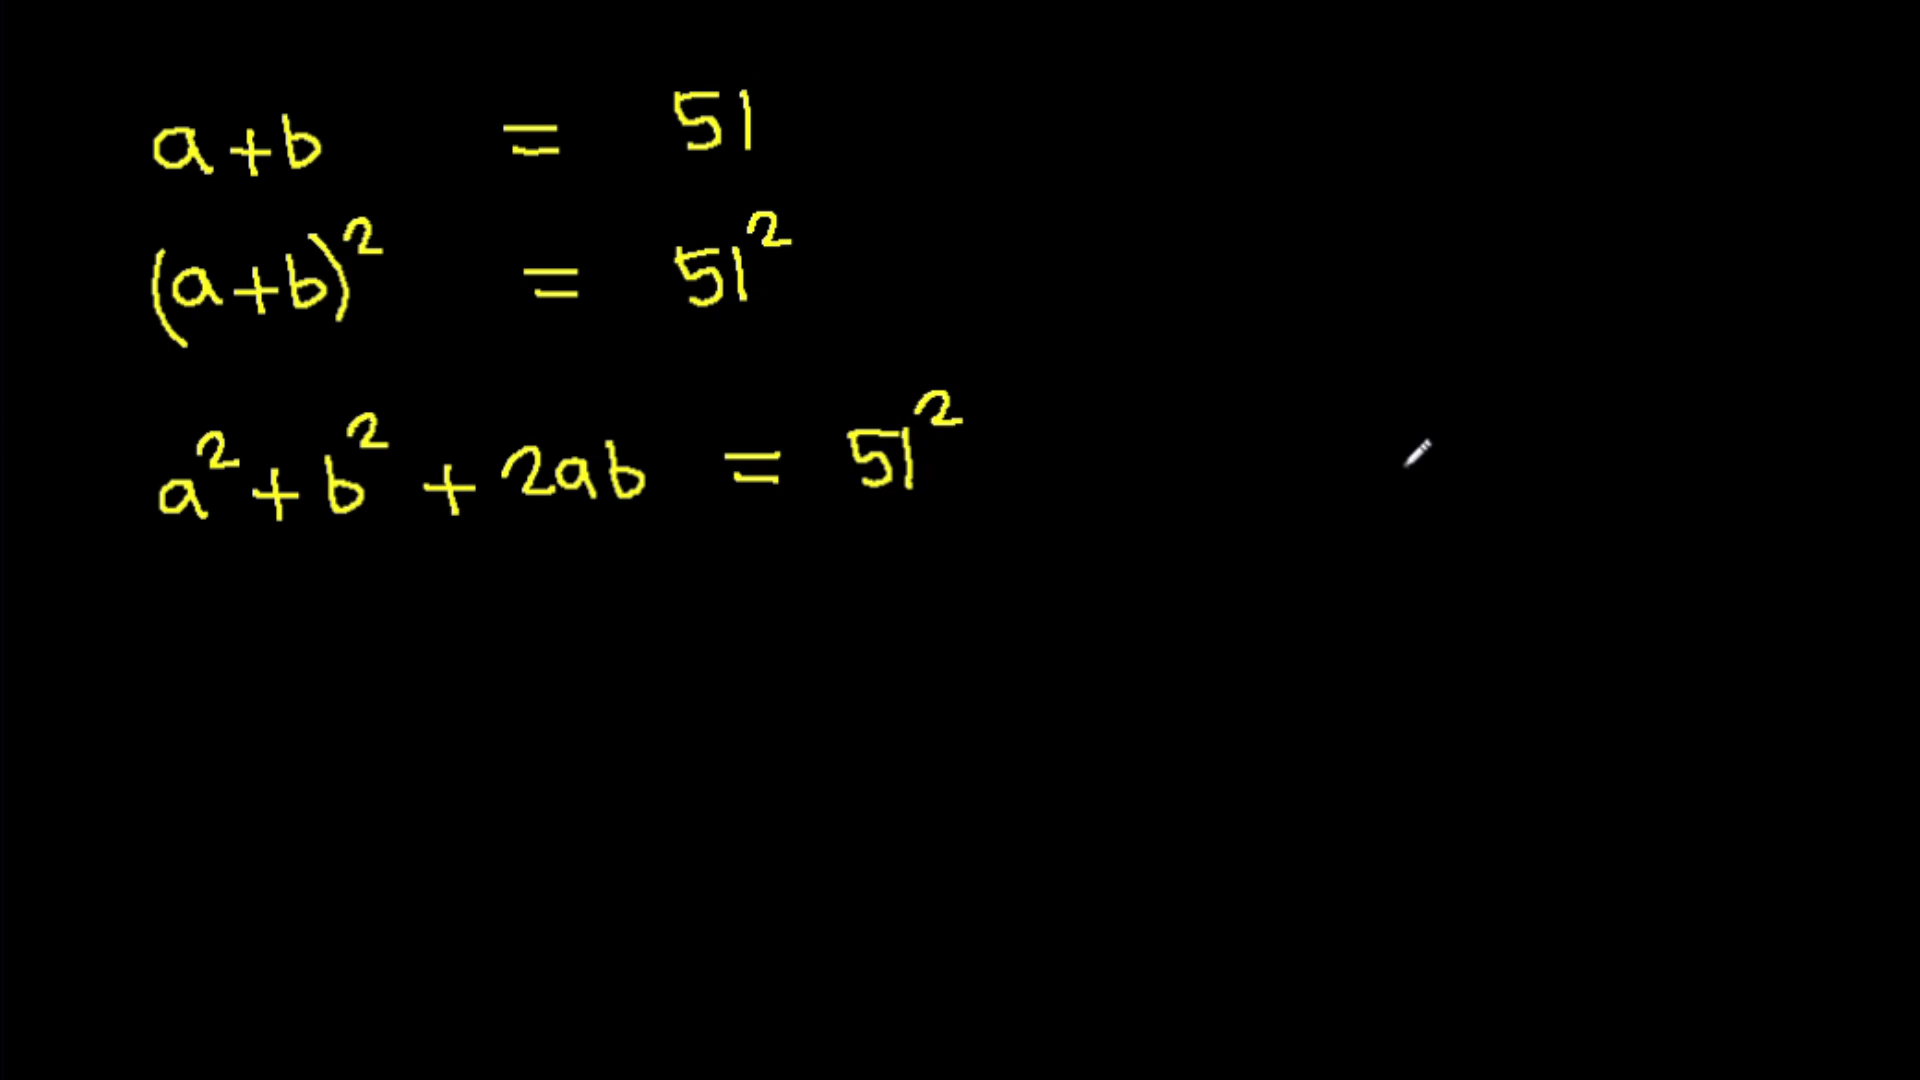 a+b = 51
(a+b)² = 51²
a² + b² + 2ab = 51²